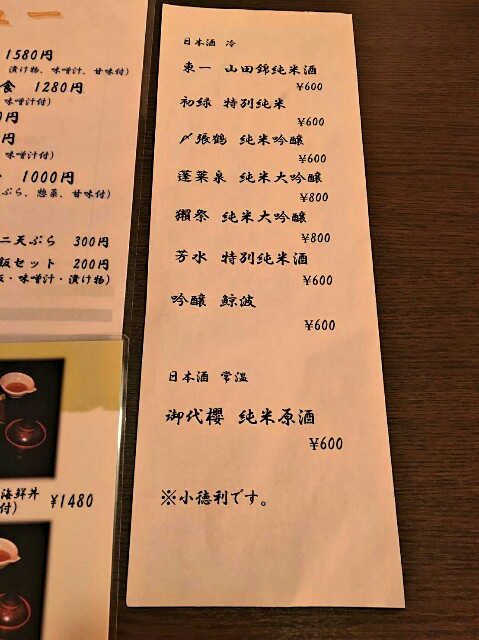 ュー
1580円
漬け物、味噌汁、甘味付)
食 1280円
味噌汁付)
0円
円
味噌汁付)
1000円
ぷら、惣菜、甘味付)
ニ天ぷら 300円
飯セット 200円
・味噌汁・漬け物)
海鮮丼
付)
¥1480
日本酒 冷
東一 山田錦純米酒
¥600
初緑 特別純米
¥600
〆張鶴 純米吟醸
¥600
蓬莱泉 純米大吟醸
¥800
獺祭 純米大吟醸
¥800
芳水 特別純米酒
¥600
吟醸 鯨波
¥600
日本酒 常温
御代櫻 純米原酒
¥600
※小徳利です。